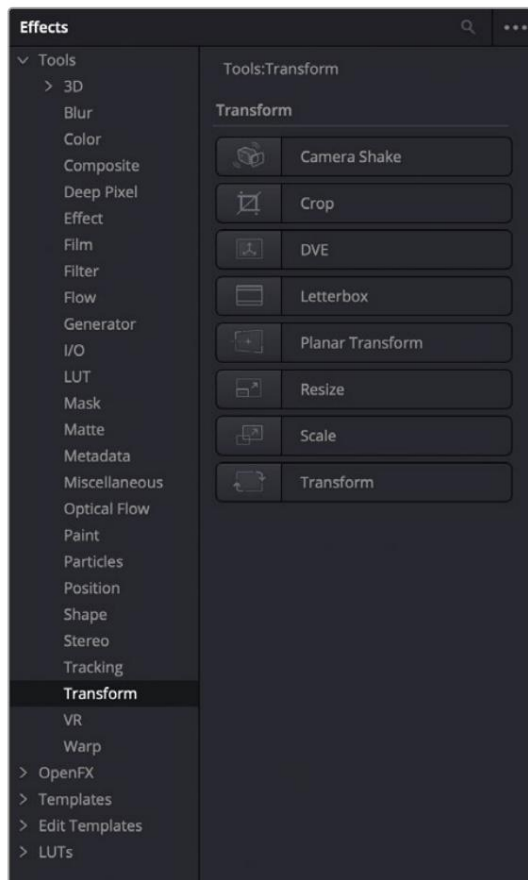 Effects
Tools
3D
Blur
Color
Composite
Deep Pixel
Effect
Film
Filter
Flow
Generator
I/O
LUT
Mask
Matte
Metadata
Miscellaneous
Optical Flow
Paint
Particles
Position
Shape
Stereo
Tracking
Transform
VR
Warp
OpenFX
Templates
Edit Templates
LUTs
Tools:Transform
Transform
Camera Shake
Crop
DVE
Letterbox
Planar Transform
Resize
Scale
Transform